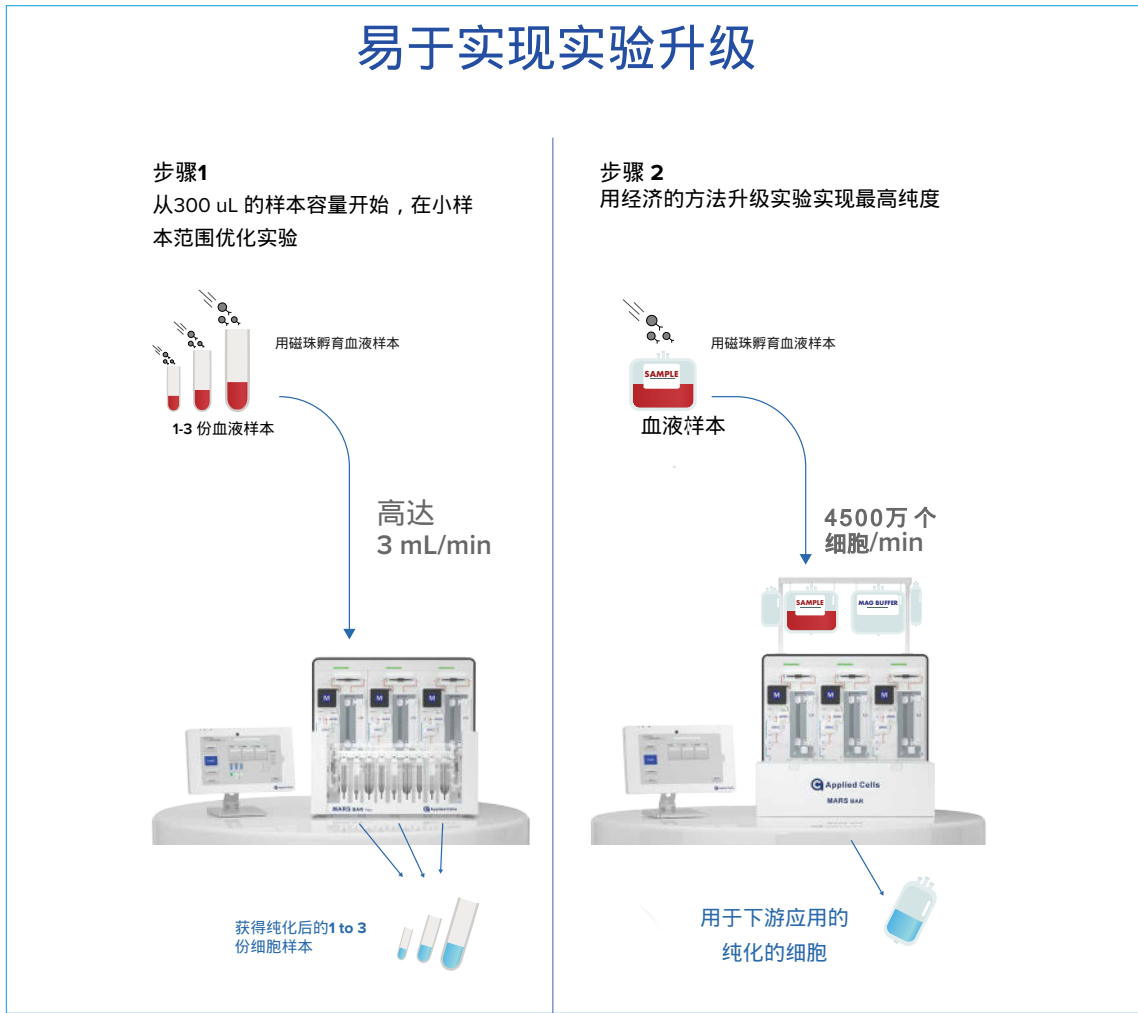 易于实现实验升级
步骤1
从300 uL 的样本容量开始，在小样
本范围优化实验
用磁珠孵育血液样本
1-3 份血液样本
高达
3 mL/min
MARS BAR
Applied Cells
获得纯化后的1 to 3
份细胞样本
步骤 2
用经济的方法升级实验实现最高纯度
用磁珠孵育血液样本
SAMPLE
血液样本
4500万个
细胞/min
SAMPLE
MAG BUFFER
M
M
M
M
M
M
Applied Cells
MARS BAR
用于下游应用的
纯化的细胞